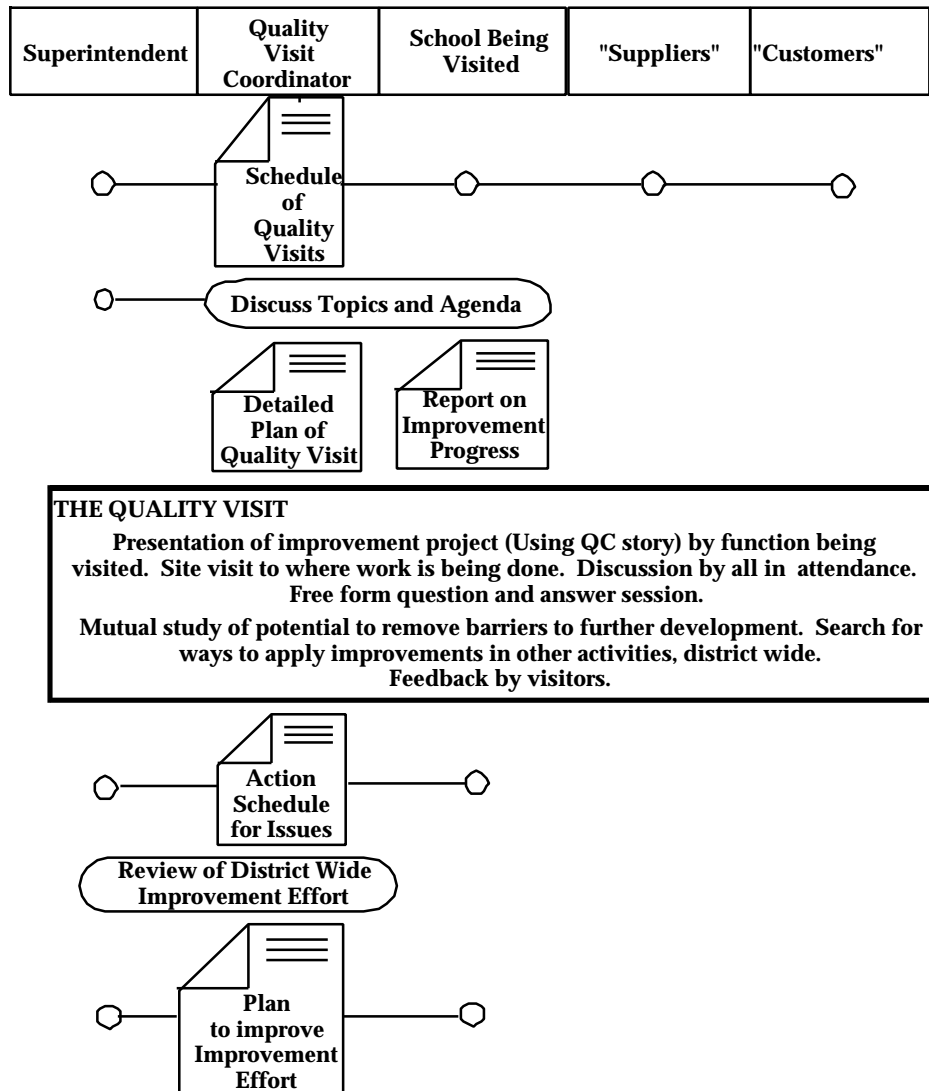 Superintendent
Quality
Visit
Coordinator
School Being
Visited
"Suppliers"
"Customers"
Schedule
of
Quality
Visits
Discuss Topics and Agenda
Detailed
Plan of
Quality Visit
Report on
Improvement
Progress
THE QUALITY VISIT
Presentation of improvement project (Using QC story) by function being
visited. Site visit to where work is being done. Discussion by all in attendance.
Free form question and answer session.
Mutual study of potential to remove barriers to further development. Search for
ways to apply improvements in other activities, district wide.
Feedback by visitors.
Action
Schedule
for Issues
Review of District Wide
Improvement Effort
Plan
to improve
Improvement
Effort